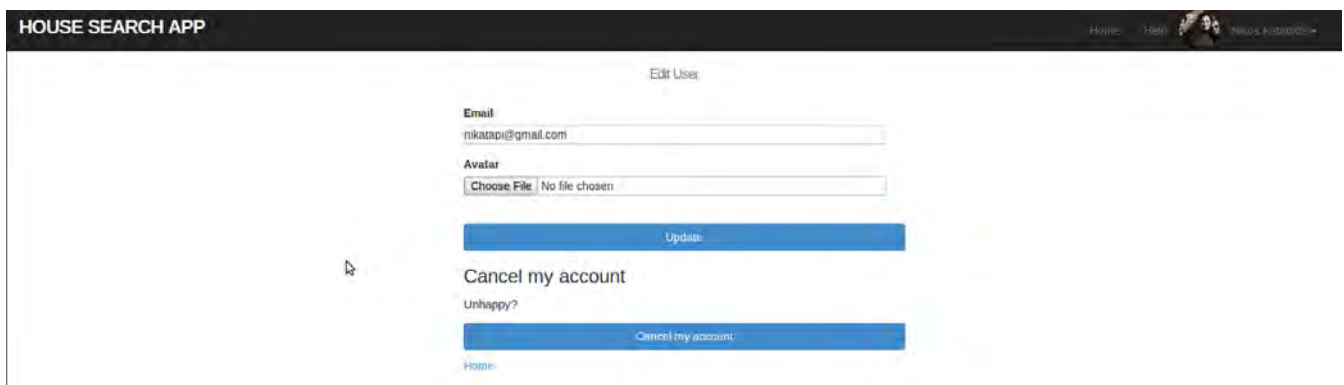 HOUSE SEARCH APP
Home Help Nikos
Edit User
Email
nikatapi@gmail.com
Avatar
Choose File No file chosen
Update
Cancel my account
Unhappy?
Cancel my account
Home